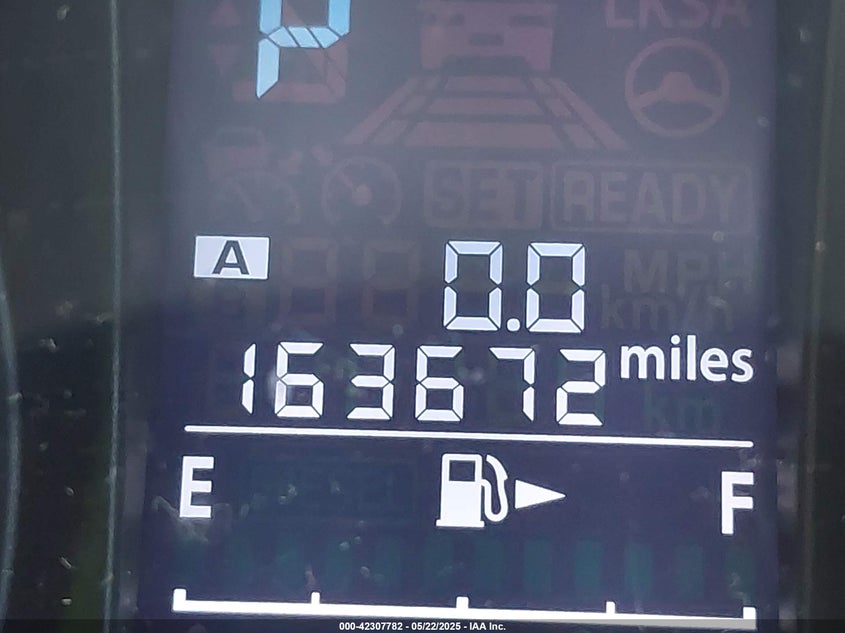 P
LKSA
SET READY
A 0.0
MPH
km/h
163672 miles
km
E F
000-42307782 - 05/22/2025 - IAA Inc.